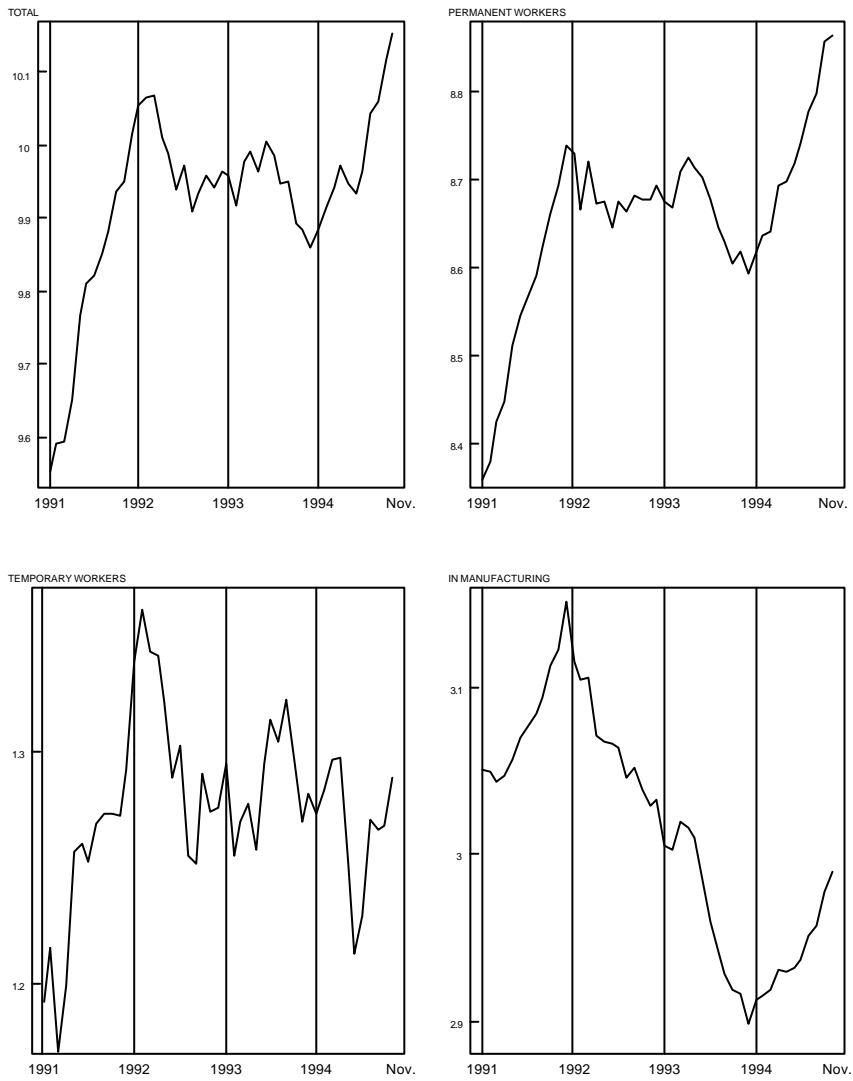 TOTAL
10.1
10
9.9
9.8
9.7
9.6
1991 1992 1993 1994 Nov.
PERMANENT WORKERS
8.8
8.7
8.6
8.5
8.4
1991 1992 1993 1994 Nov.
TEMPORARY WORKERS
1.3
1.2
1991 1992 1993 1994 Nov.
IN MANUFACTURING
3.1
3
2.9
1991 1992 1993 1994 Nov.